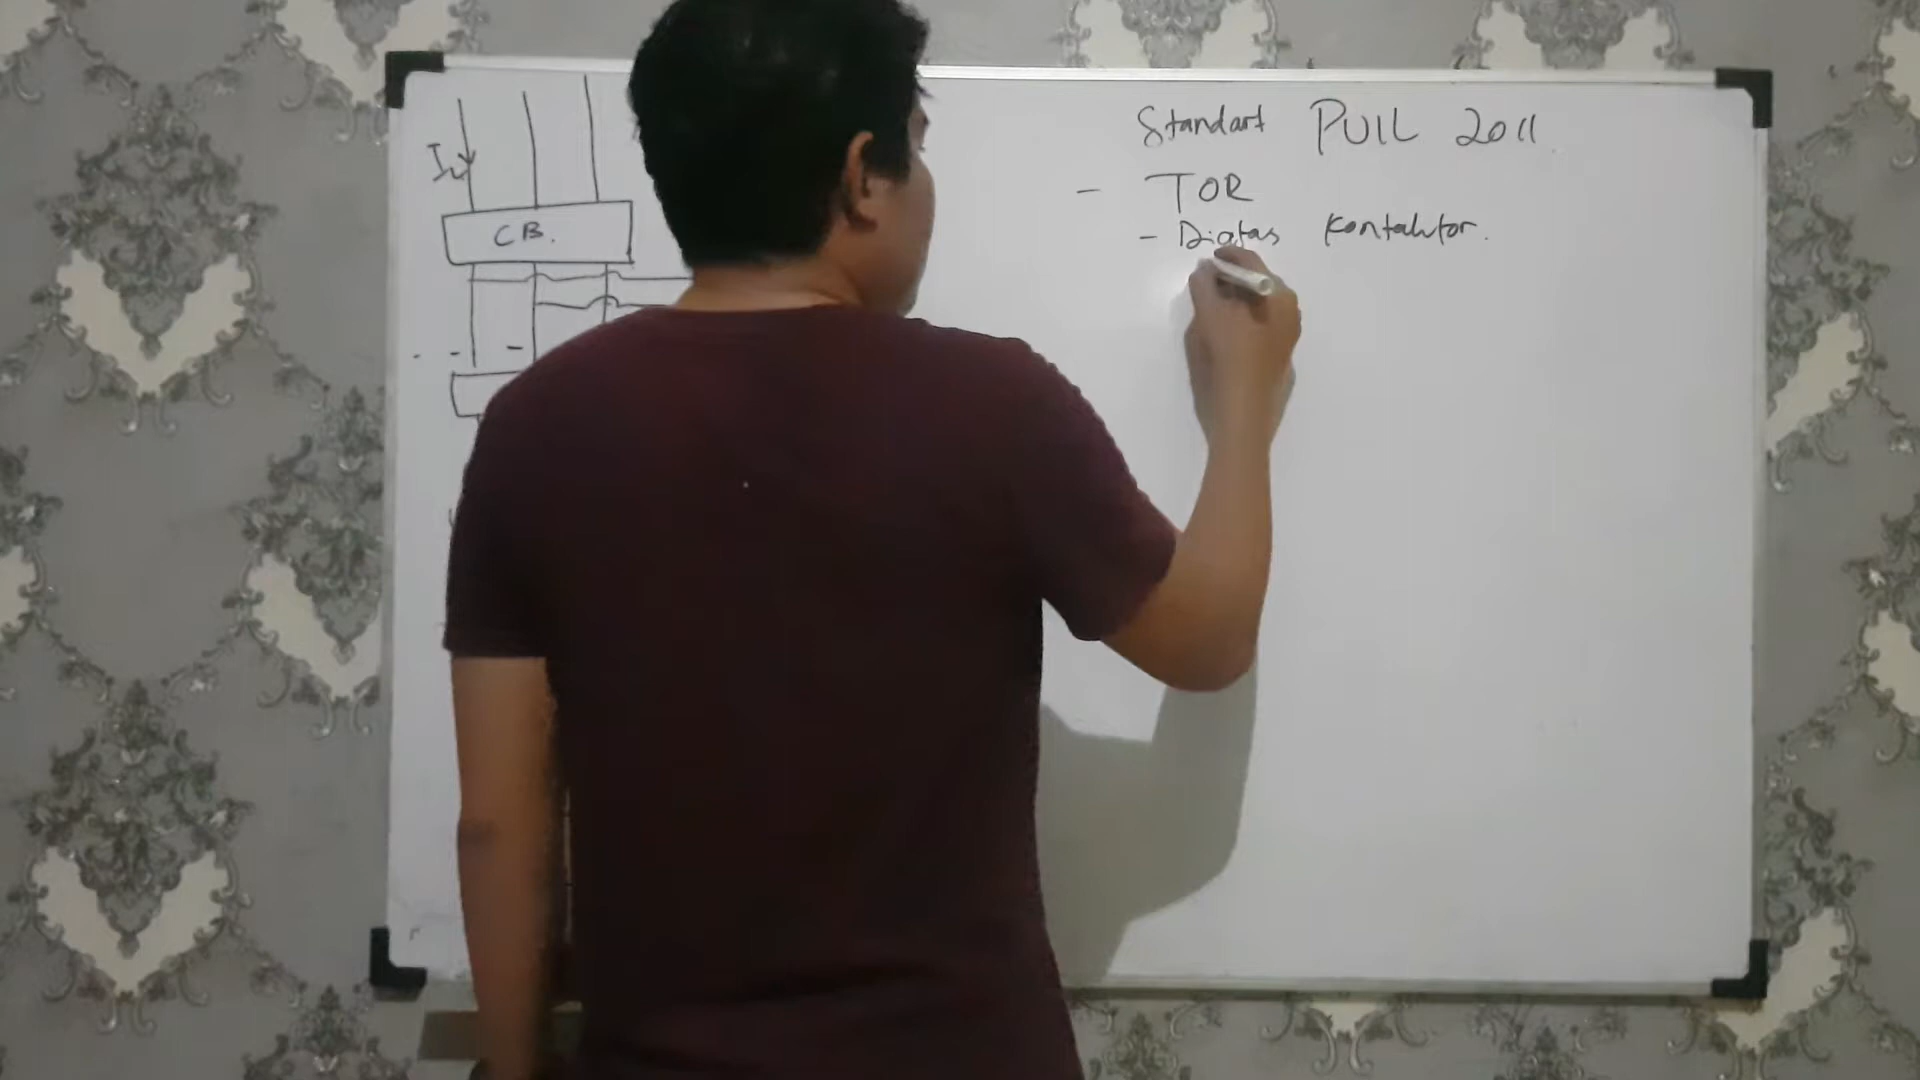 Standart PUIL 2011
- TOR
- Diatas Kontaktor.
CB.